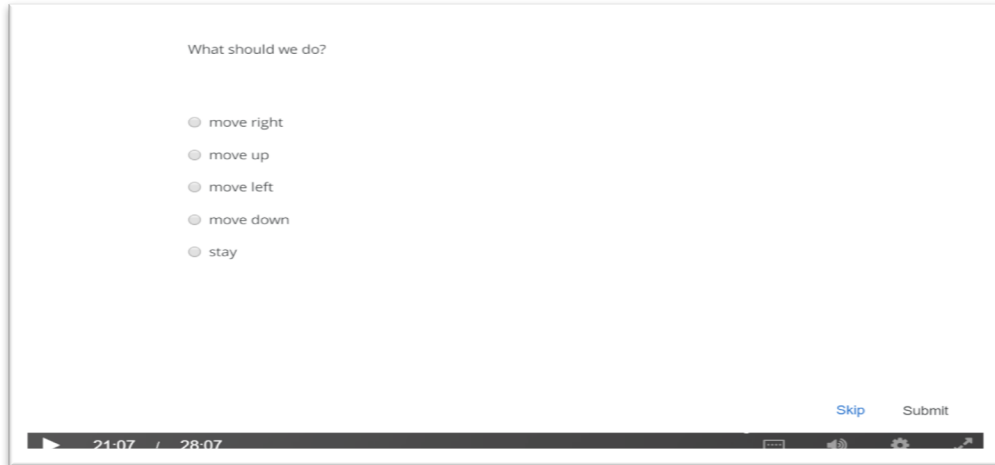 What should we do?
move right
move up
move left
move down
stay
Skip Submit
21:07 / 28:07